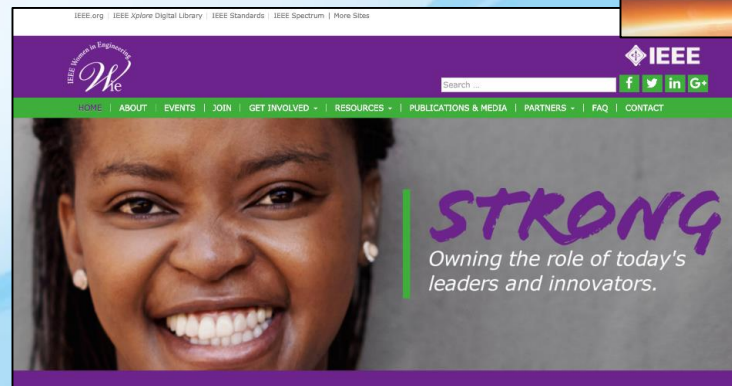 IEEE.org | IEEE Xplore Digital Library | IEEE Standards | IEEE Spectrum | More Sites
IEEE Women in Engineering
WIe
IEEE
Search ...
f in G+
HOME | ABOUT | EVENTS | JOIN | GET INVOLVED | RESOURCES | PUBLICATIONS & MEDIA | PARTNERS | FAQ | CONTACT
STRONG
Owning the role of today's
leaders and innovators.